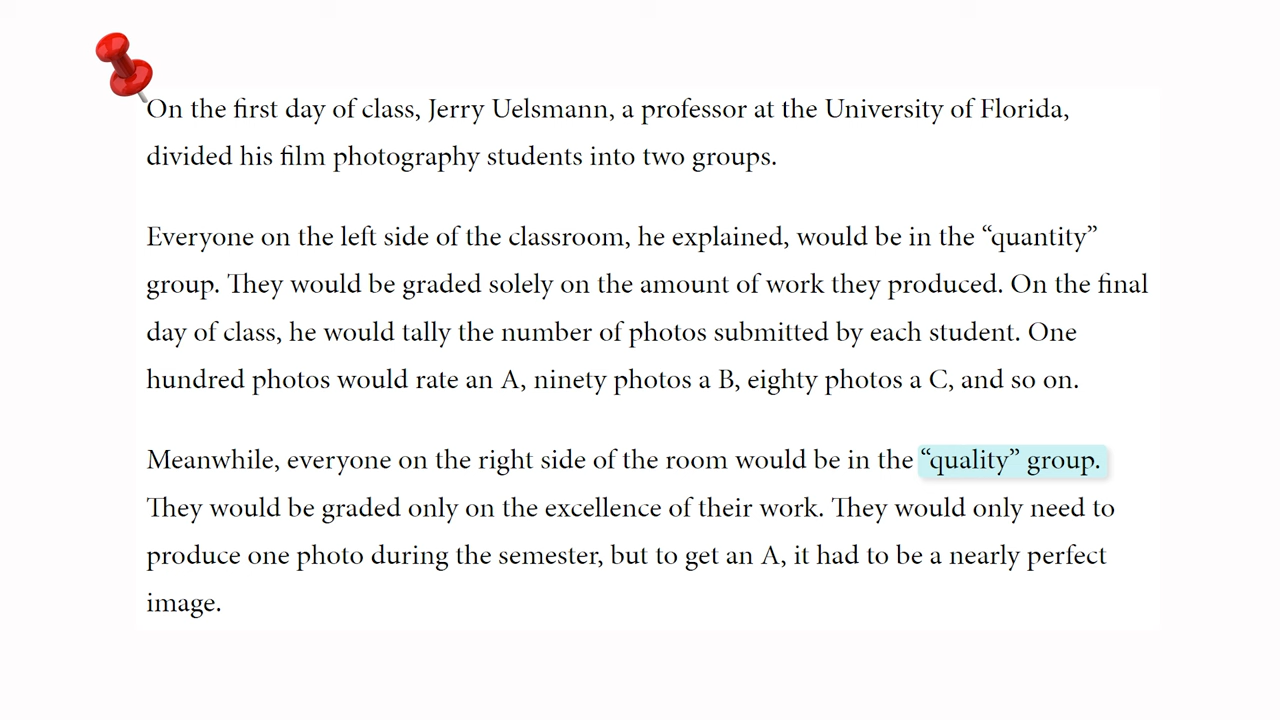 On the first day of class, Jerry Uelsmann, a professor at the University of Florida,
divided his film photography students into two groups.
Everyone on the left side of the classroom, he explained, would be in the “quantity”
group. They would be graded solely on the amount of work they produced. On the final
day of class, he would tally the number of photos submitted by each student. One
hundred photos would rate an A, ninety photos a B, eighty photos a C, and so on.
Meanwhile, everyone on the right side of the room would be in the “quality” group.
They would be graded only on the excellence of their work. They would only need to
produce one photo during the semester, but to get an A, it had to be a nearly perfect
image.